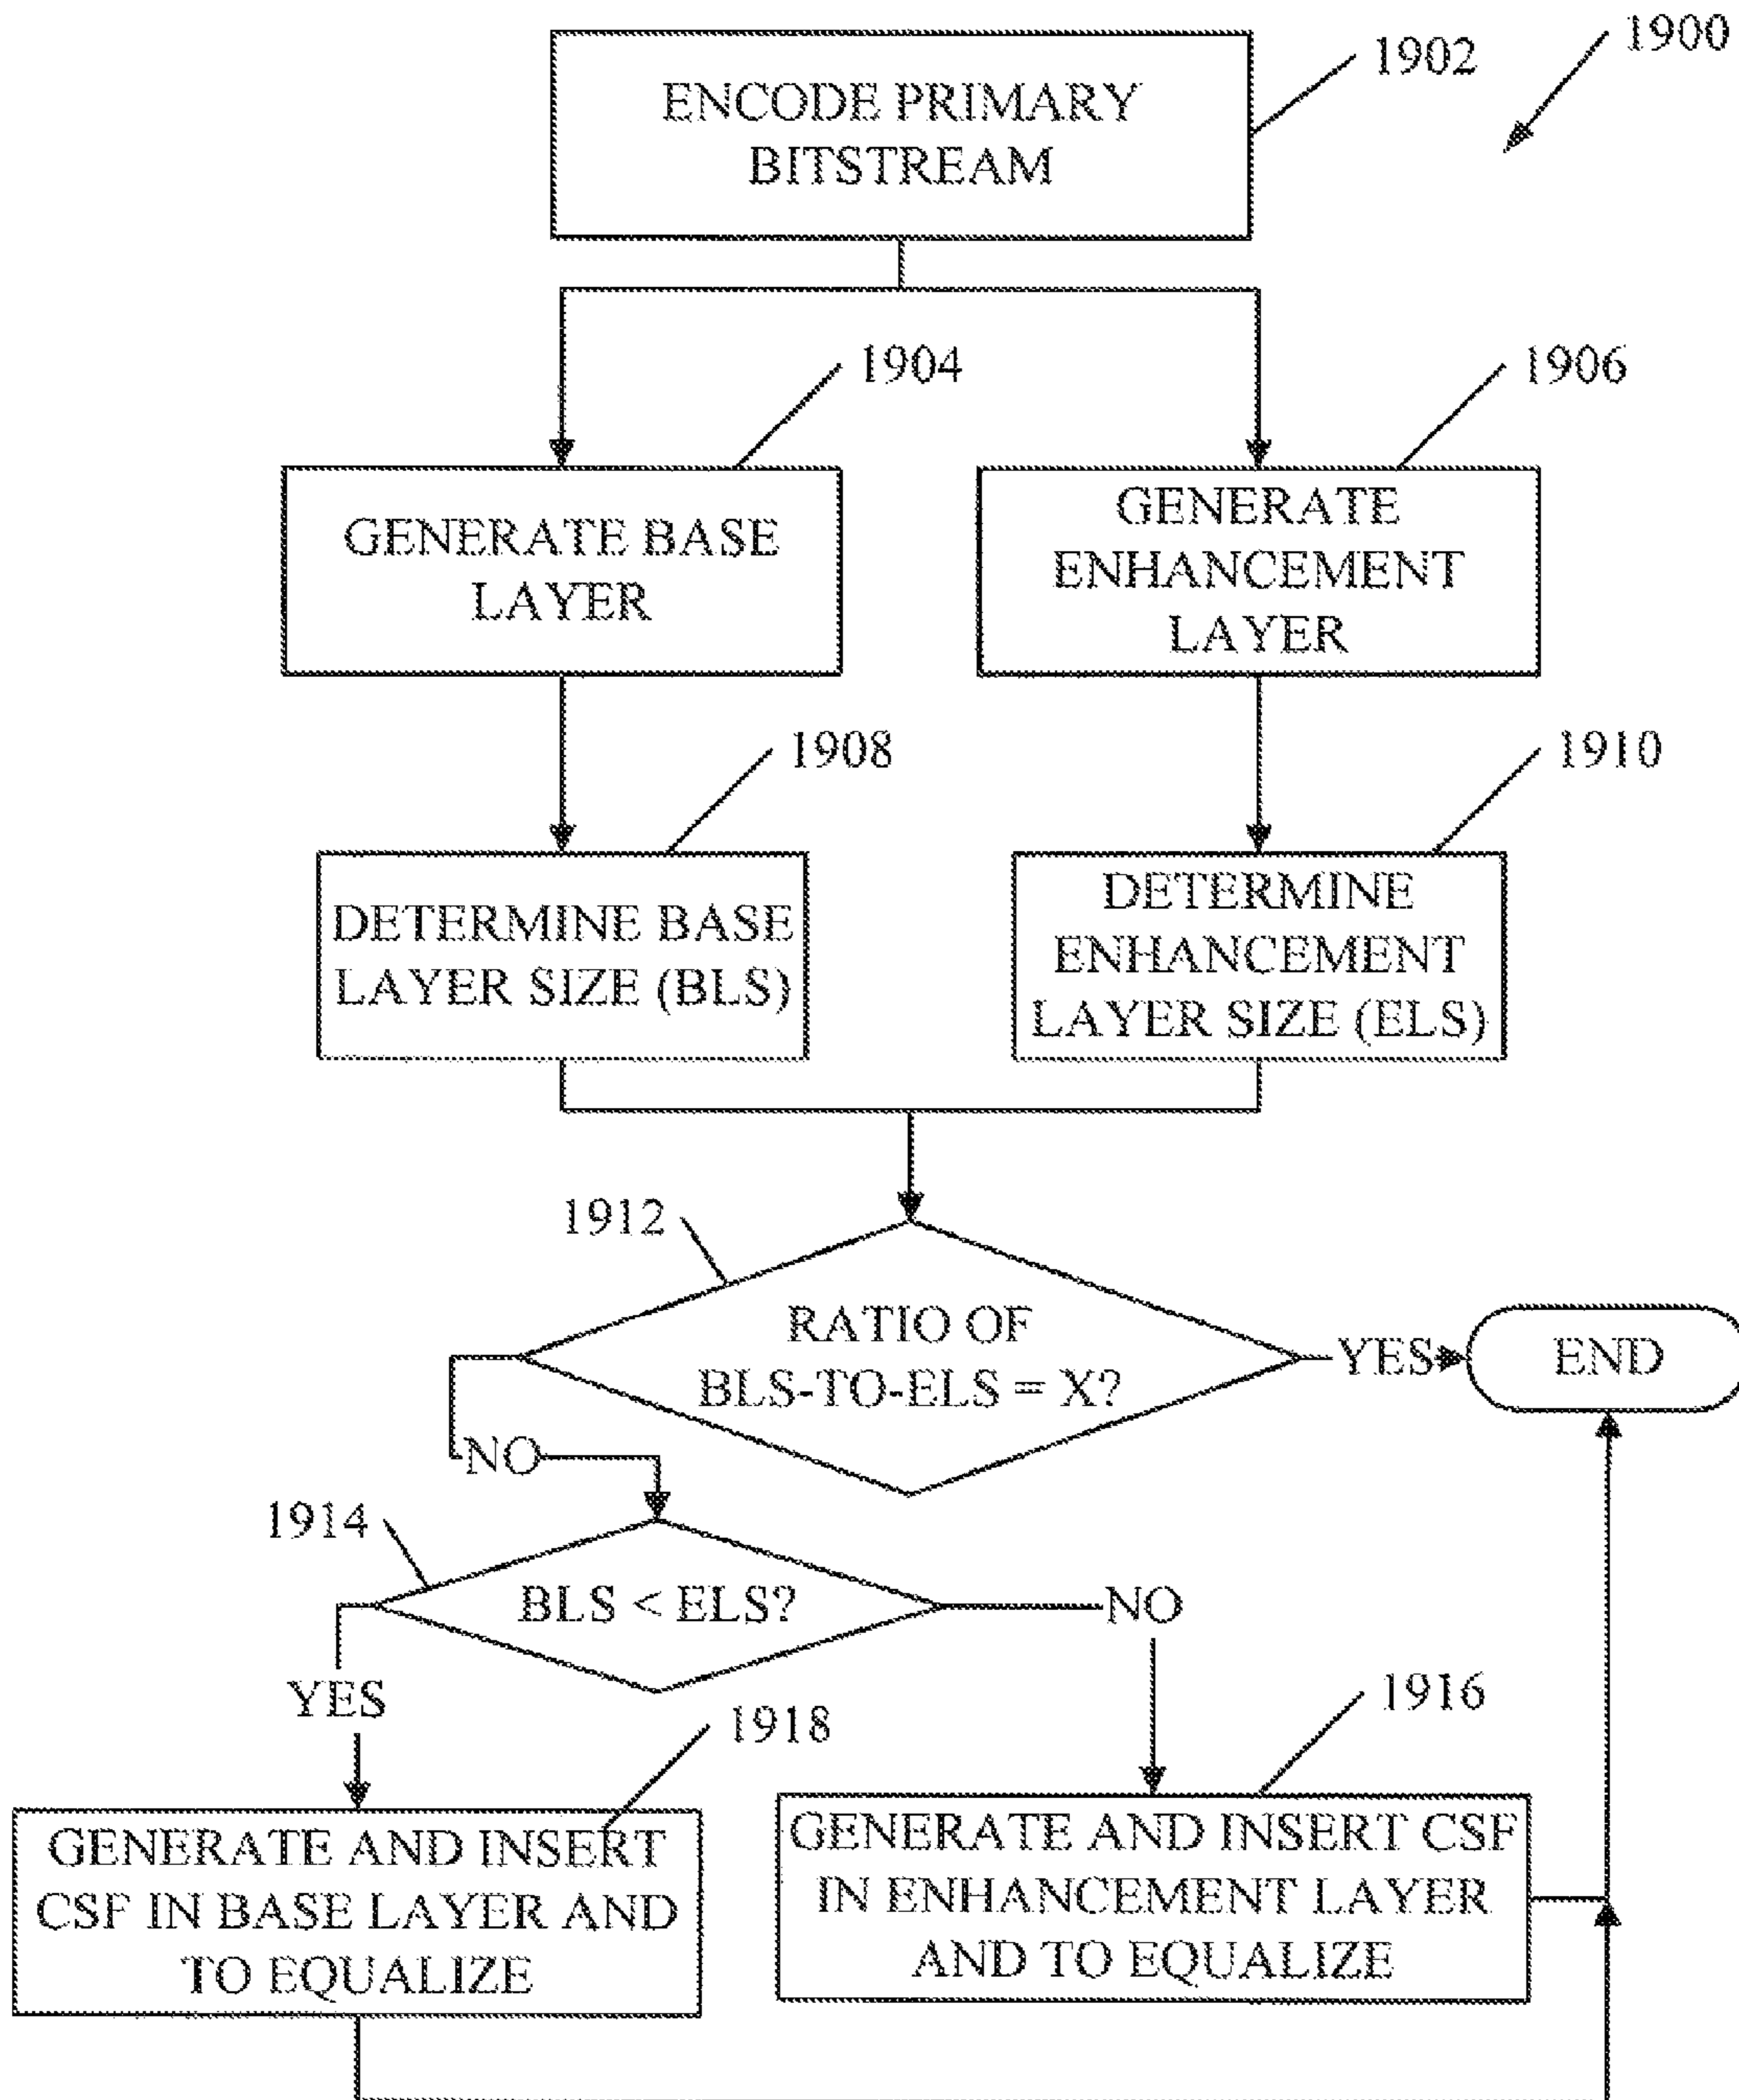 1900
1902
ENCODE PRIMARY
BITSTREAM
1904
1906
GENERATE BASE
LAYER
GENERATE
ENHANCEMENT
LAYER
1908
1910
DETERMINE BASE
LAYER SIZE (BLS)
DETERMINE
ENHANCEMENT
LAYER SIZE (ELS)
1912
RATIO OF
BLS-TO-ELS = X?
YES
END
NO
1914
BLS < ELS?
NO
YES
1918
1916
GENERATE AND INSERT
CSF IN BASE LAYER AND
TO EQUALIZE
GENERATE AND INSERT CSF
IN ENHANCEMENT LAYER
AND TO EQUALIZE